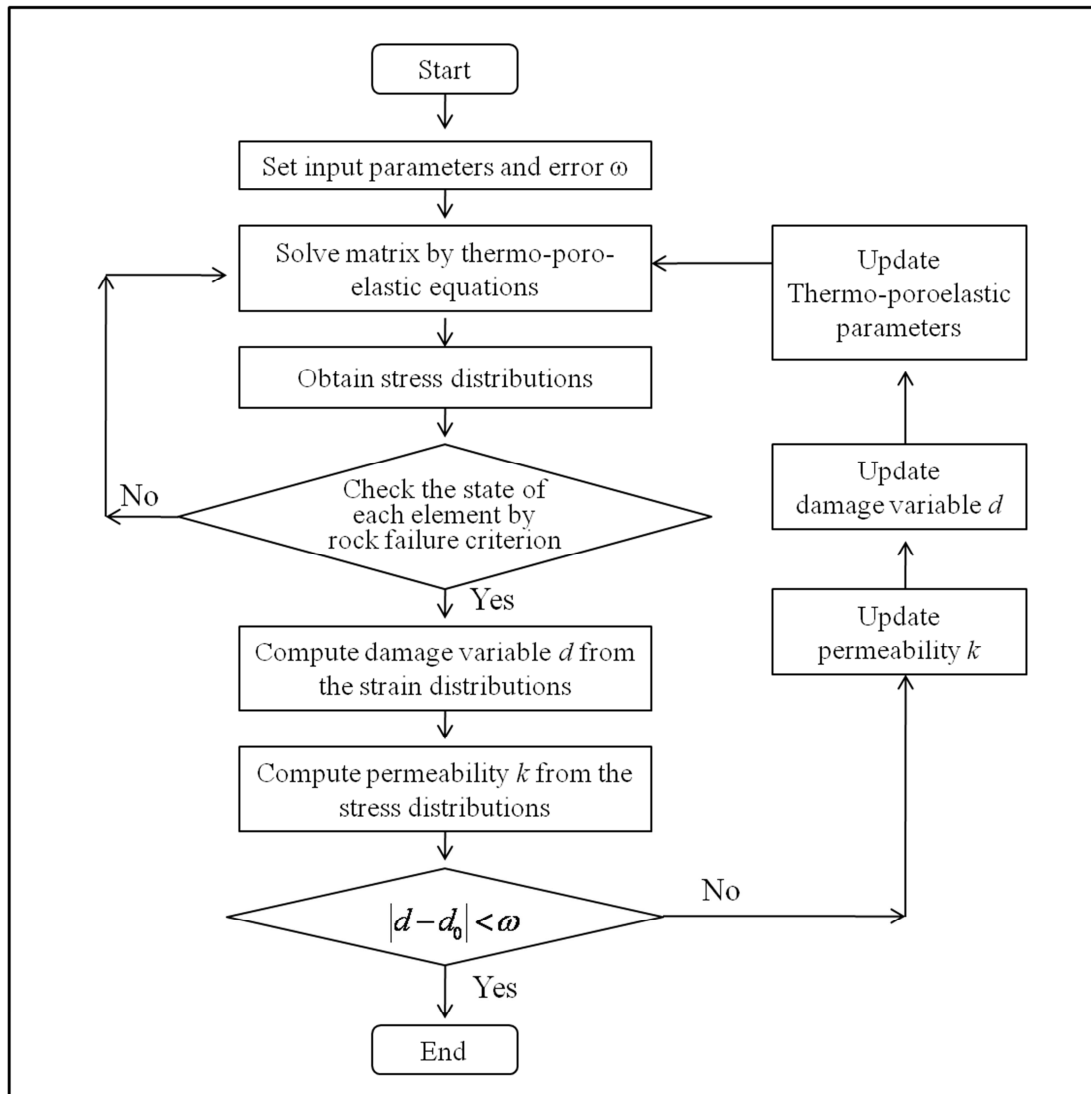 Start
Set input parameters and error ω
Solve matrix by thermo-poro-
elastic equations
Obtain stress distributions
Check the state of
each element by
rock failure criterion
No
Yes
Compute damage variable d from
the strain distributions
Compute permeability k from the
stress distributions
|d − d₀| < ω
No
Yes
End
Update
permeability k
Update
damage variable d
Update
Thermo-poroelastic
parameters